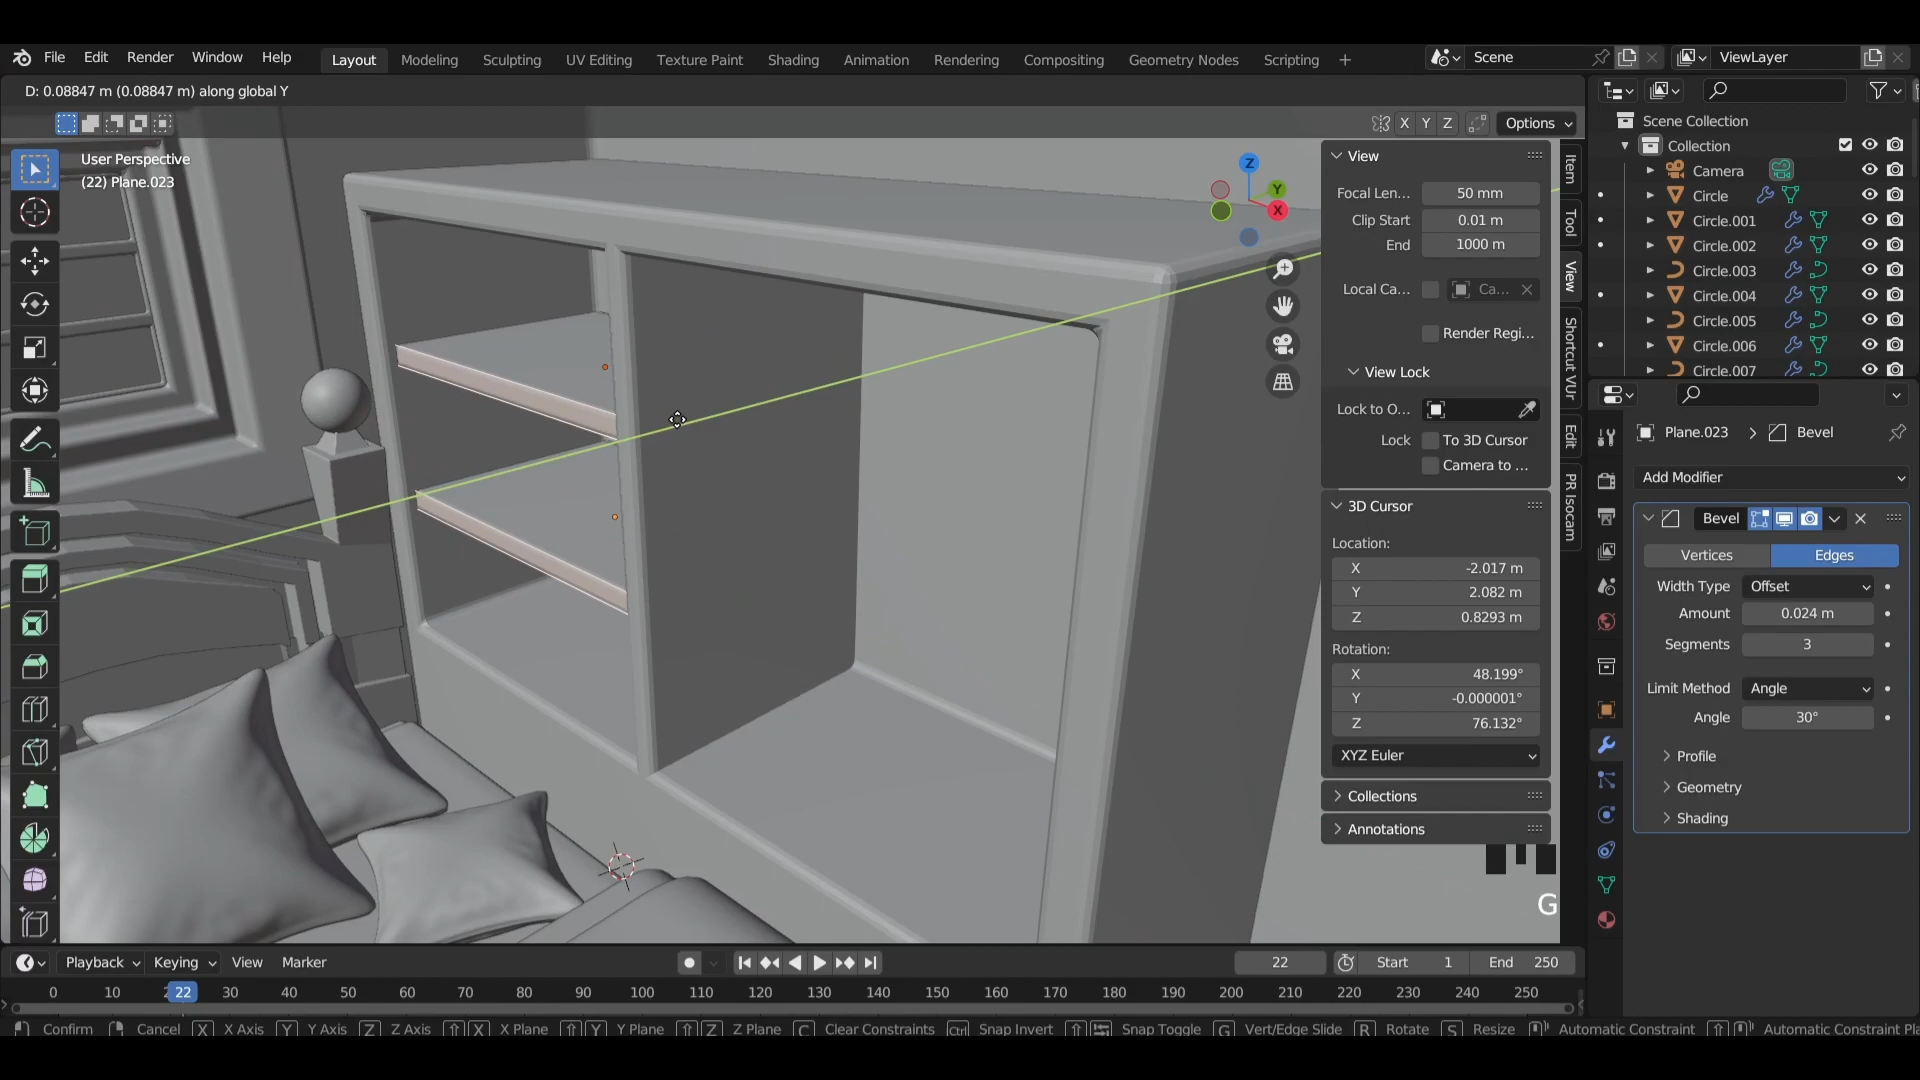 File Edit Render Window Help Layout Modeling Sculpting UV Editing Texture Paint Shading Animation Rendering Compositing Geometry Nodes Scripting + Scene ViewLayer
D: 0.08847 m (0.08847 m) along global Y
X Y Z Options
User Perspective
(22) Plane.023
Z
Y
X
View
Focal Len... 50 mm
Clip Start 0.01 m
End 1000 m
Local Ca... Ca...
Render Regi...
View Lock
Lock to O...
Lock To 3D Cursor
Camera to ...
3D Cursor
Location:
X -2.017 m
Y 2.082 m
Z 0.8293 m
Rotation:
X 48.199°
Y -0.000001°
Z 76.132°
XYZ Euler
Collections
Annotations
G
Item
Tool
View
Shortcut VUr
Edit
PR Isocam
Scene Collection
Collection
Camera
Circle
Circle.001
Circle.002
Circle.003
Circle.004
Circle.005
Circle.006
Circle.007
Plane.023 > Bevel
Add Modifier
Bevel
Vertices Edges
Width Type Offset
Amount 0.024 m
Segments 3
Limit Method Angle
Angle 30°
Profile
Geometry
Shading
Playback Keying View Marker 22 Start 1 End 250
0 10 22 30 40 50 60 70 80 90 100 110 120 130 140 150 160 170 180 190 200 210 220 230 240 250
Confirm Cancel X X Axis Y Y Axis Z Z Axis X X Plane Y Y Plane Z Z Plane C Clear Constraints Ctrl Snap Invert Snap Toggle G Vert/Edge Slide R Rotate S Resize Automatic Constraint Automatic Constraint Pla